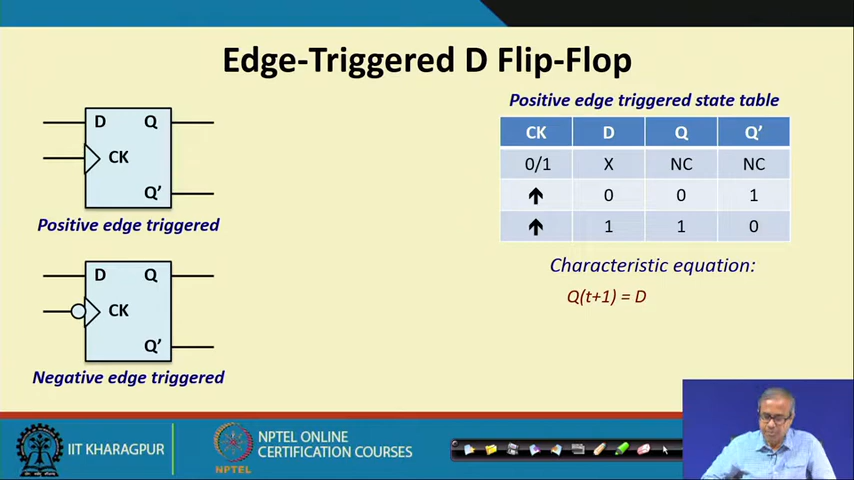 Edge-Triggered D Flip-Flop
D Q
CK
Q’
Positive edge triggered
D Q
CK
Q’
Negative edge triggered
Positive edge triggered state table
CK D Q Q’
0/1 X NC NC
↑ 0 0 1
↑ 1 1 0
Characteristic equation:
Q(t+1) = D
IIT KHARAGPUR
NPTEL
NPTEL ONLINE
CERTIFICATION COURSES